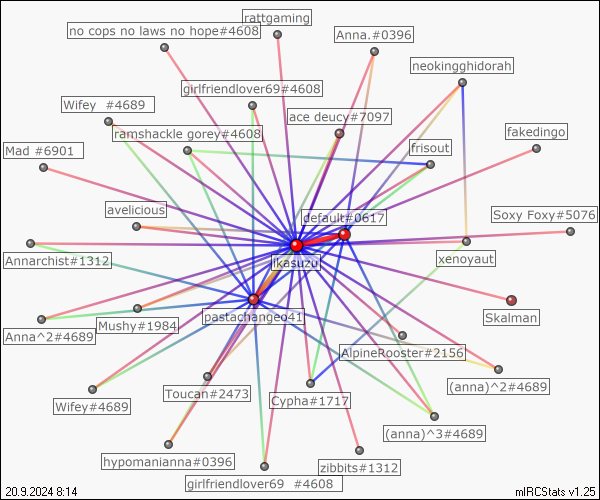 rattgaming
no cops no laws no hope#4608
Anna.#0396
neokingghidorah
girlfriendlover69 #4608
Wifey  #4689
ace deucy#7097
ramshackle gorey#4608
fakedingo
frisout
Mad #6901
avelicious
default#0617
Soxy Foxy#5076
Annarchist#1312
ikasuzu
xenoyaut
Skalman
pastachangeo41
Mushy#1984
Anna^2#4689
AlpineRooster#2156
Toucan#2473
(anna)^2#4689
Cypha#1717
Wifey#4689
(anna)^3#4689
hypomanianna#0396
zibbits#1312
girlfriendlover69  #4608
20.9.2024 8:14
mIRCStats v1.25